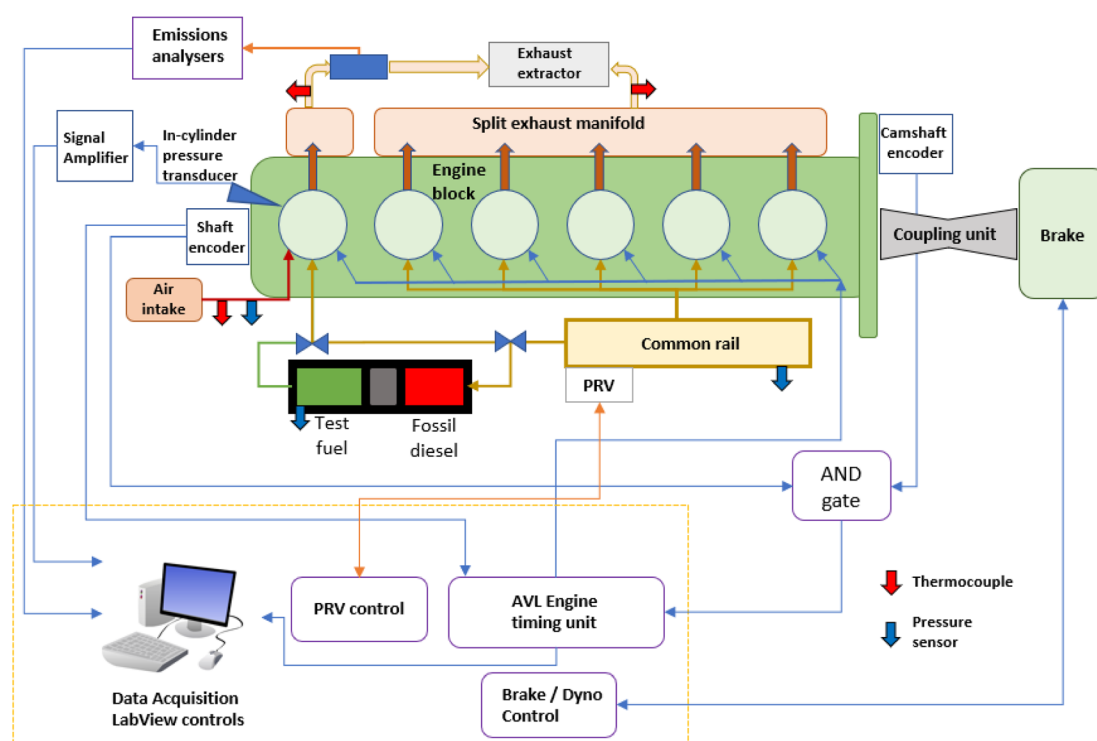 Emissions
analysers
Exhaust
extractor
Signal
Amplifier
In-cylinder
pressure
transducer
Split exhaust manifold
Camshaft
encoder
Engine
block
Shaft
encoder
Coupling unit
Brake
Air
intake
Common rail
PRV
Test
fuel
Fossil
diesel
AND
gate
Thermocouple
Pressure
sensor
PRV control
AVL Engine
timing unit
Data Acquisition
LabView controls
Brake / Dyno
Control